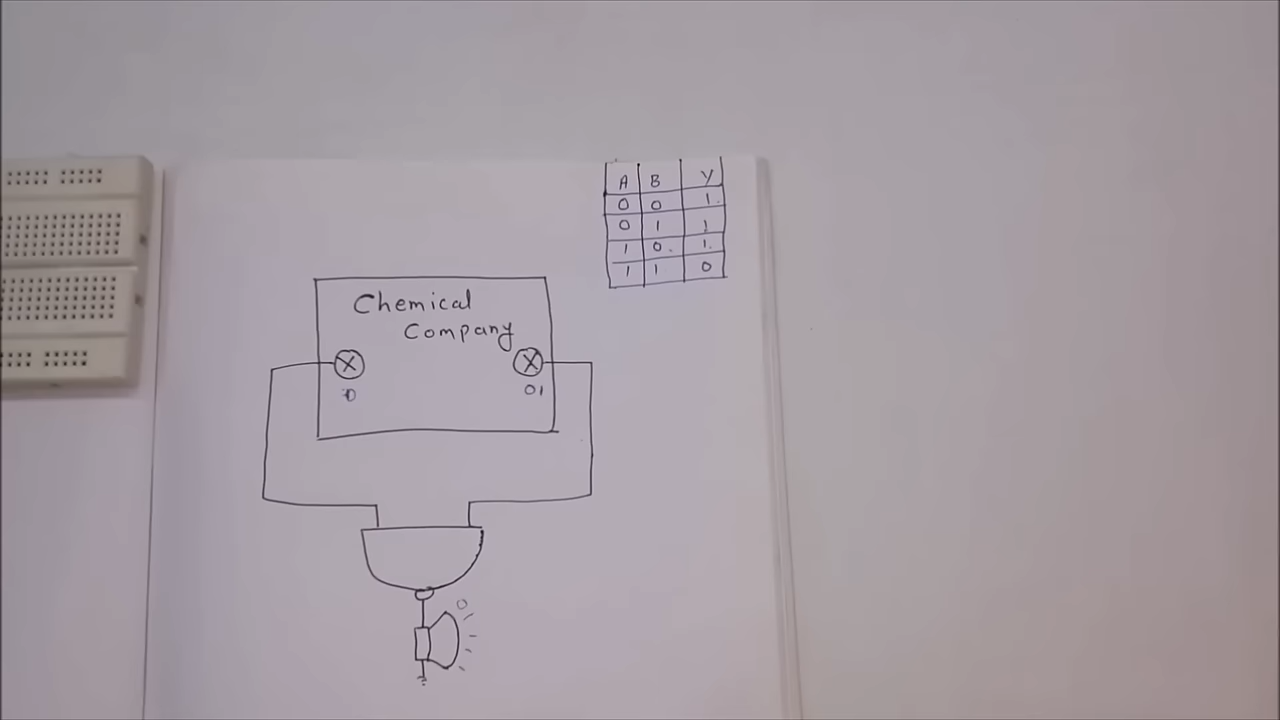 A B Y
0 0 1
0 1 1
1 0 1
1 1 0
Chemical
Company
01